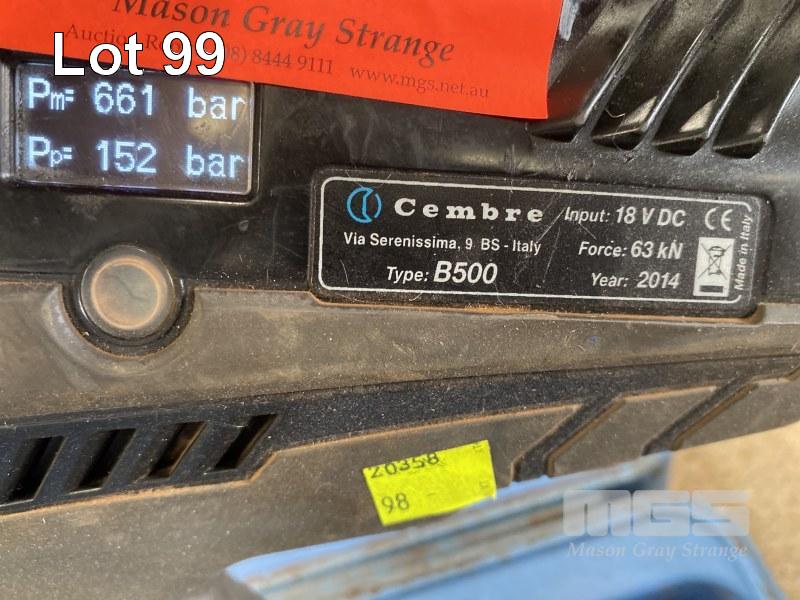 Mason Gray Strange
Lot 99
Auction (08) 8444 9111 www.mgs.net.au
Pm= 661 bar
Pp= 152 bar
Cembre
Via Serenissima, 9 BS - Italy
Type: B500
Input: 18 V DC CE
Force: 63 kN
Year: 2014
Made in Italy
20358
98
MGS
Mason Gray Strange